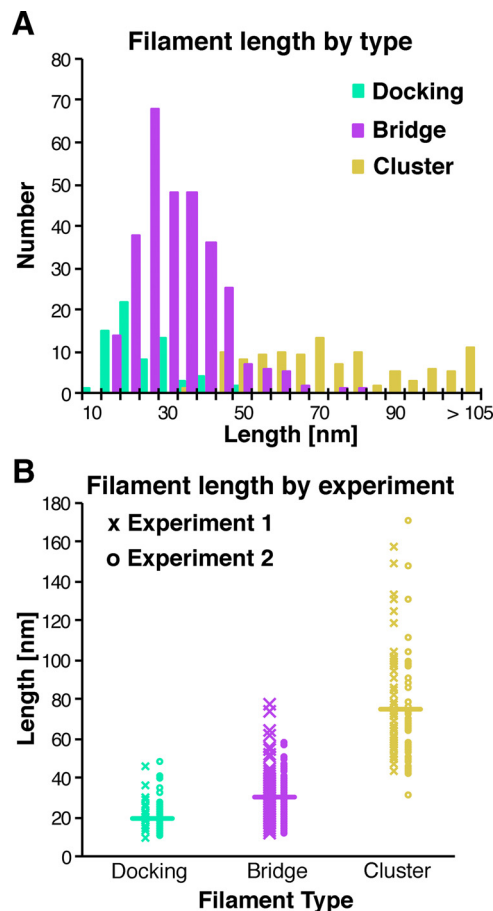 A
Filament length by type
80
70
60
50
40
30
20
10
0
Number
Docking
Bridge
Cluster
10 30 50 70 90 > 105
Length [nm]
B
Filament length by experiment
180
160
140
120
100
80
60
40
20
0
Length [nm]
x Experiment 1
o Experiment 2
Docking Bridge Cluster
Filament Type